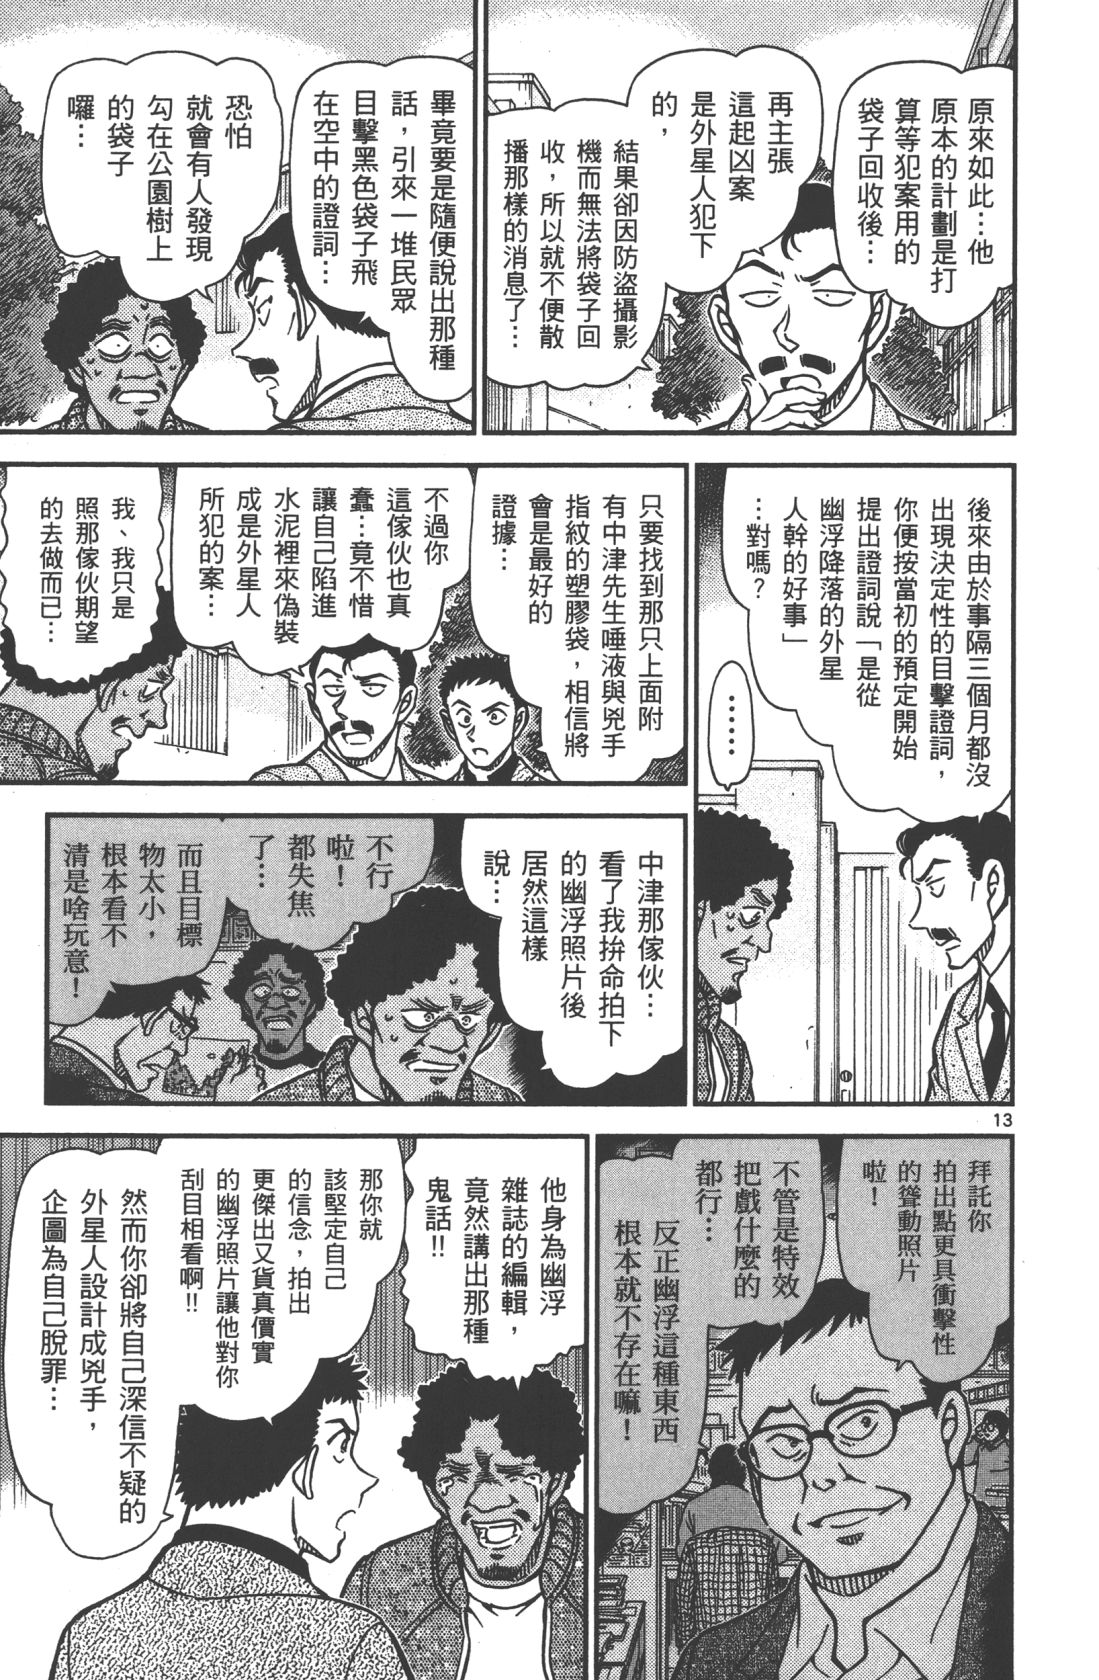 原來如此…他
原本的計劃是打
算等犯案用的
袋子回收後…
再主張
這起凶案
是外星人犯下
的，
結果卻因防盜攝影
機而無法將袋子回
收，所以就不便散
播那樣的消息了…
畢竟要是隨便說出那種
話，引來一堆民眾
目擊黑色袋子飛
在空中的證詞…
恐怕
就會有人發現
勾在公園樹上
的袋子
囉…
後來由於事隔三個月都沒
出現決定性的目擊證詞，
你便按當初的預定開始
提出證詞說「是從
幽浮降落的外星
人幹的好事」
…對嗎？
……
只要找到那只上面附
有中津先生唾液與兇手
指紋的塑膠袋，相信將
會是最好的
證據…
不過你
這傢伙也真
蠢…竟不惜
讓自己陷進
水泥裡來偽裝
成是外星人
所犯的案…
我、我只是
照那傢伙期望
的去做而已…
中津那傢伙…
看了我拚命拍下
的幽浮照片後
居然這樣
說…
不行
啦！
都失焦
了…
而且目標
物太小，
根本看不
清是啥玩意！
13
拜託你
拍出點更具衝擊性
的聳動照片
啦！
不管是特效
把戲什麼的
都行…
反正幽浮這種東西
根本就不存在嘛！
他身為幽浮
雜誌的編輯，
竟然講出那種
鬼話!!
那你就
該堅定自己
的信念，拍出
更傑出又貨真價實
的幽浮照片讓他對你
刮目相看啊!!
然而你卻將自己深信不疑的
外星人設計成兇手，
企圖為自己脫罪…